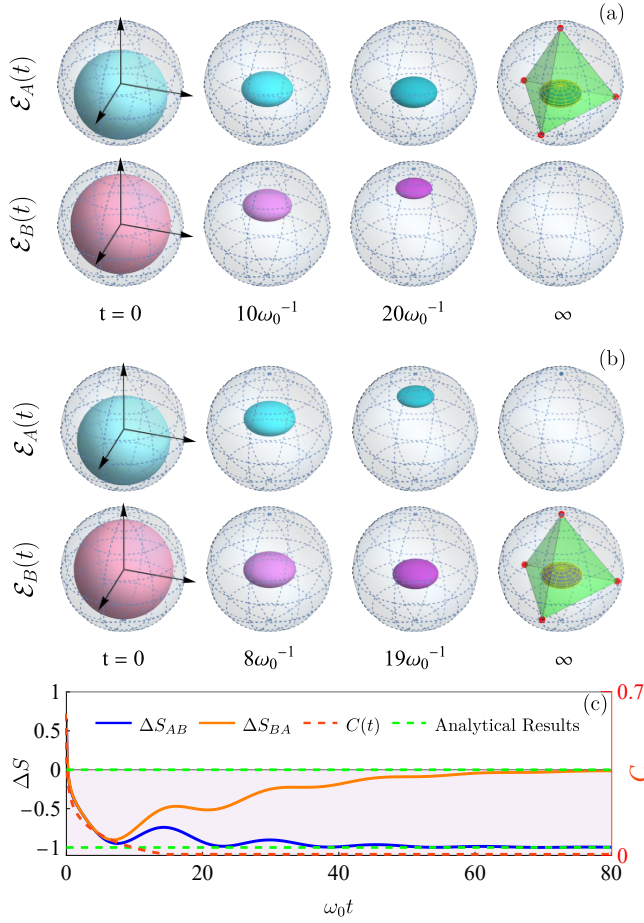 (a)
ℰ_A(t)
ℰ_B(t)
t = 0 10ω₀⁻¹ 20ω₀⁻¹ ∞
(b)
ℰ_A(t)
ℰ_B(t)
t = 0 8ω₀⁻¹ 19ω₀⁻¹ ∞
(c)
1 0.7
ΔS_AB ΔS_BA C(t) Analytical Results
0.5
0
−0.5
−1 0
ΔS
C
0 20 40 60 80
ω₀t